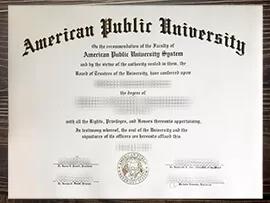 American Public University
On the recommendation of the Faculty of
American Public University System
and by the virtue of the authority vested in them, the
Board of Trustees of the University, have conferred upon
the degree of
with all the Rights, Privileges, and Honors thereunto appertaining.
In testimony whereof, the seal of the University and the
signatures of its officers are hereunto affixed this